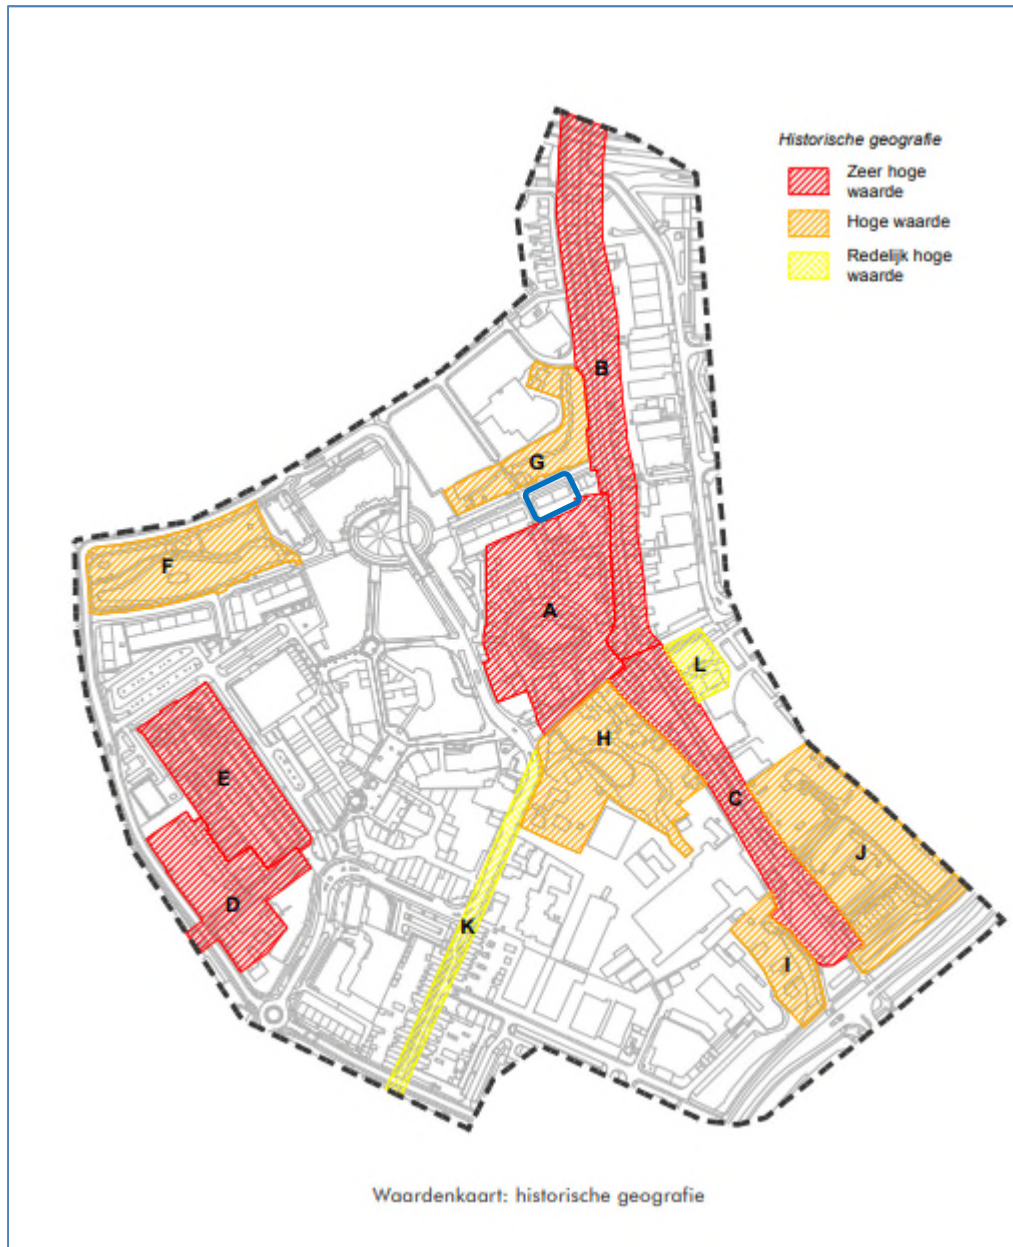 Historische geografie
Zeer hoge
waarde
Hoge waarde
Redelijk hoge
waarde
B
G
F
A
L
H
E
C
J
D
K
I
Waardenkaart: historische geografie